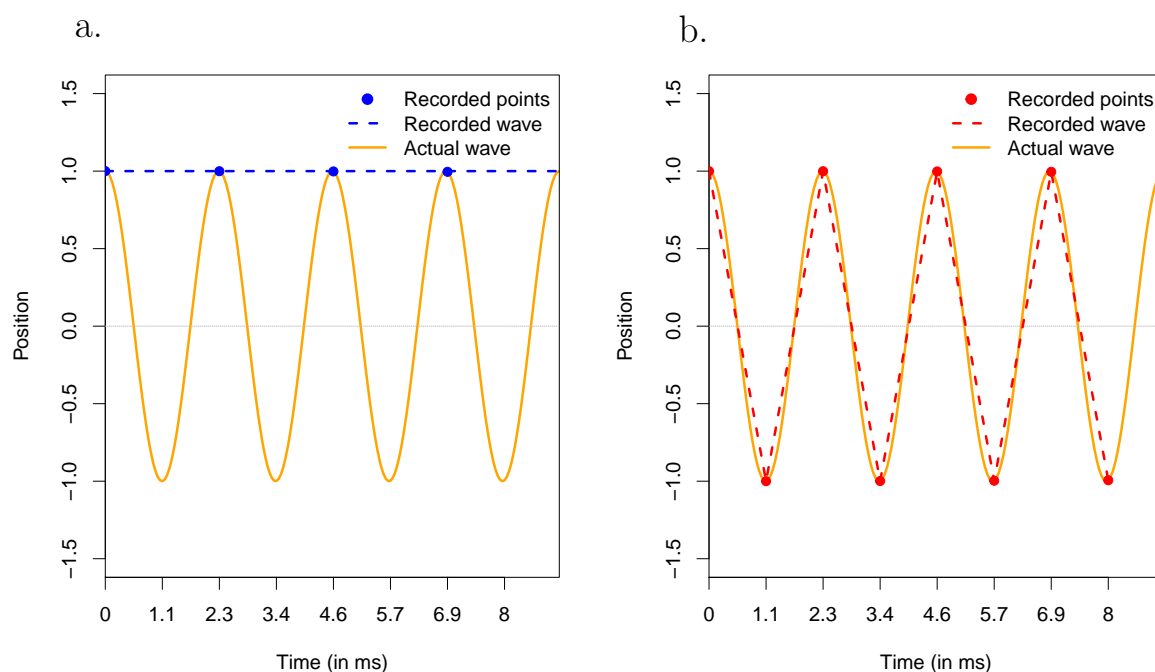 a.
Recorded points
Recorded wave
Actual wave
1.5
1.0
0.5
0.0
−0.5
−1.0
−1.5
Position
0 1.1 2.3 3.4 4.6 5.7 6.9 8
Time (in ms)
b.
Recorded points
Recorded wave
Actual wave
1.5
1.0
0.5
0.0
−0.5
−1.0
−1.5
Position
0 1.1 2.3 3.4 4.6 5.7 6.9 8
Time (in ms)